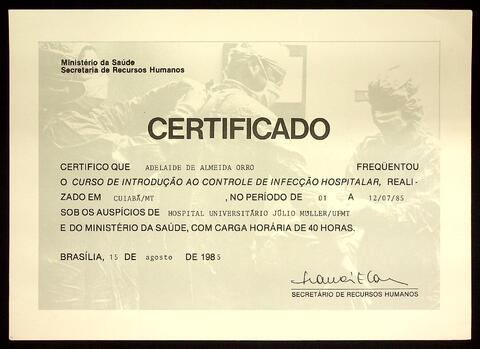 Ministério da Saúde
Secretaria de Recursos Humanos
CERTIFICADO
CERTIFICO QUE ADELAIDE DE ALMEIDA ORRO FREQÜENTOU
O CURSO DE INTRODUÇÃO AO CONTROLE DE INFECÇÃO HOSPITALAR, REALI-
ZADO EM CUIABÁ/MT , NO PERÍODO DE 01 A 12/07/85
SOB OS AUSPÍCIOS DE HOSPITAL UNIVERSITÁRIO JÚLIO MULLER/UFMT
E DO MINISTÉRIO DA SAÚDE, COM CARGA HORÁRIA DE 40 HORAS.
BRASÍLIA, 15 DE agosto DE 1985
SECRETÁRIO DE RECURSOS HUMANOS